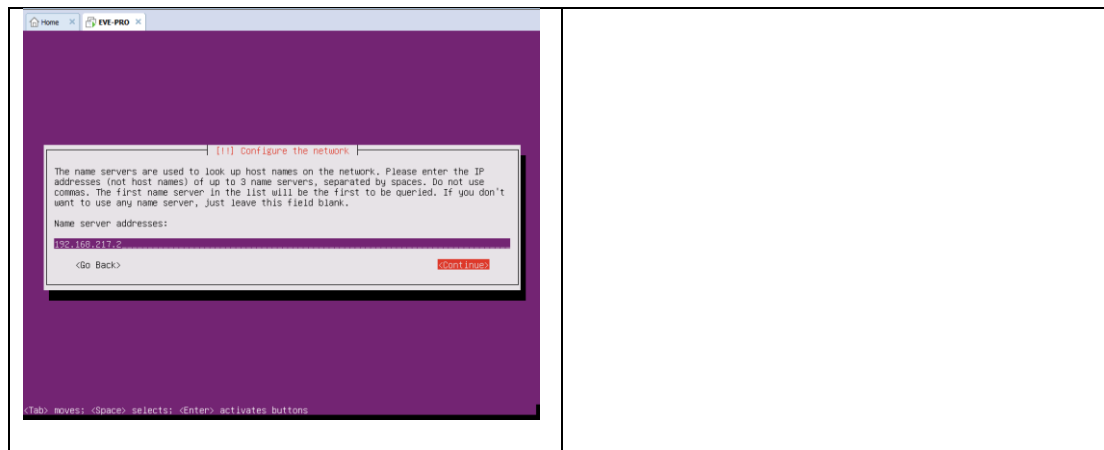 Home × EVE-PRO ×
[!!] Configure the network
The name servers are used to look up host names on the network. Please enter the IP
addresses (not host names) of up to 3 name servers, separated by spaces. Do not use
commas. The first name server in the list will be the first to be queried. If you don't
want to use any name server, just leave this field blank.
Name server addresses:
192.168.217.2
<Go Back> <Continue>
<Tab> moves; <Space> selects; <Enter> activates buttons